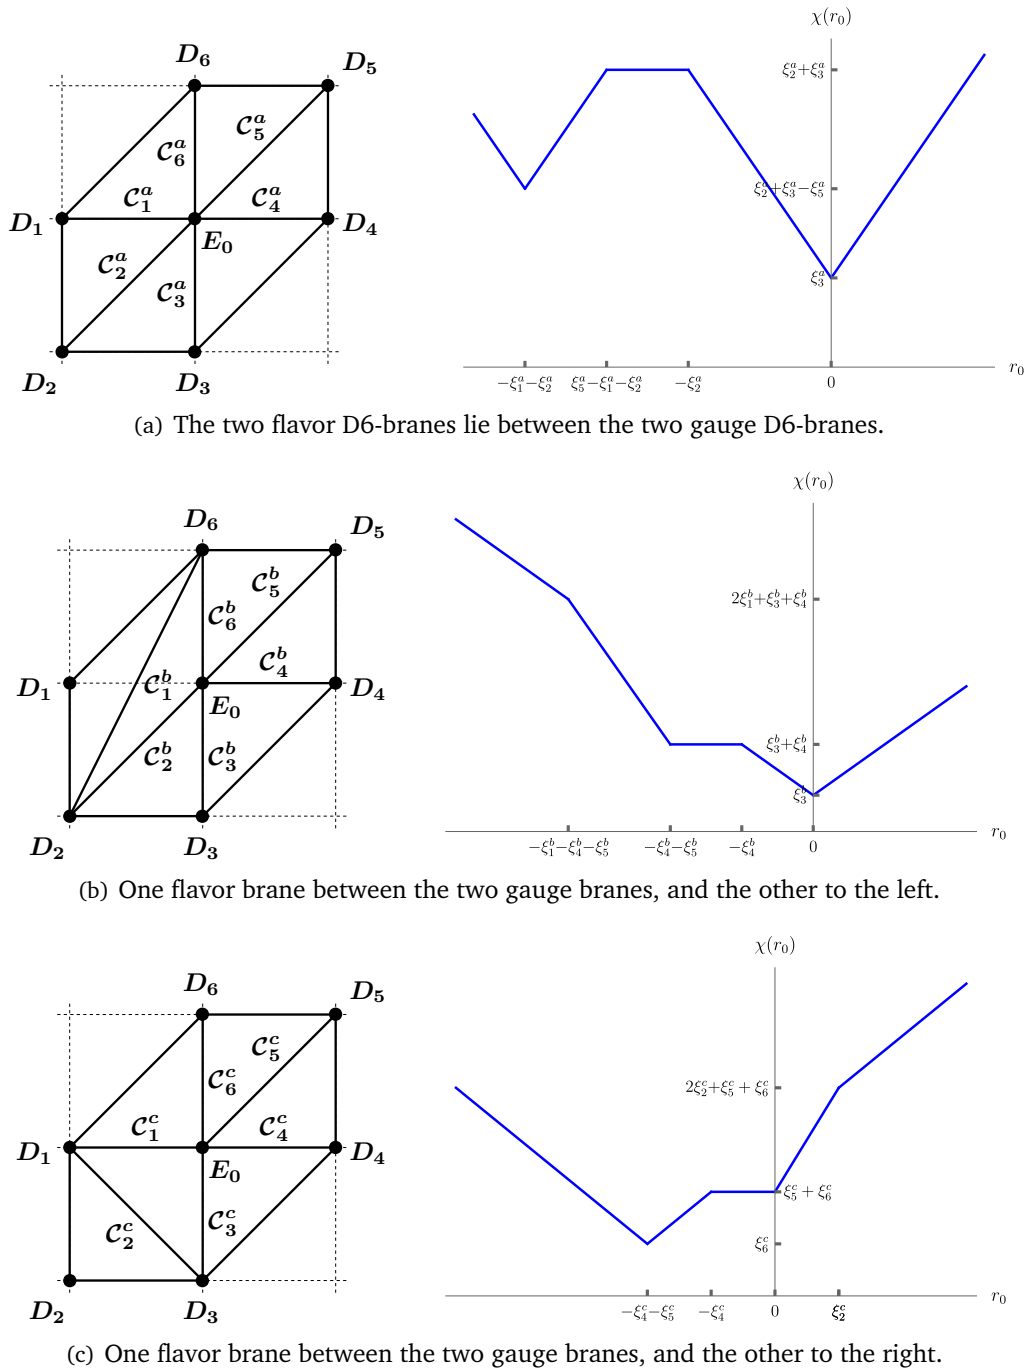 χ(r₀)
D₆
D₅
ξ₂ᵃ+ξ₃ᵃ
𝒞₅ᵃ
𝒞₆ᵃ
𝒞₁ᵃ 𝒞₄ᵃ
ξ₂ᵃ+ξ₃ᵃ−ξ₅ᵃ
D₁ D₄
E₀
𝒞₂ᵃ
𝒞₃ᵃ
ξ₃ᵃ
D₂ D₃
r₀
−ξ₁ᵃ−ξ₂ᵃ ξ₅ᵃ−ξ₁ᵃ−ξ₂ᵃ −ξ₂ᵃ 0
(a) The two flavor D6-branes lie between the two gauge D6-branes.
χ(r₀)
D₆
D₅
𝒞₅ᵇ
2ξ₁ᵇ+ξ₃ᵇ+ξ₄ᵇ
𝒞₆ᵇ
𝒞₄ᵇ
𝒞₁ᵇ
D₁ D₄
E₀
𝒞₂ᵇ 𝒞₃ᵇ
ξ₃ᵇ+ξ₄ᵇ
ξ₃ᵇ
D₂ D₃
r₀
−ξ₁ᵇ−ξ₄ᵇ−ξ₅ᵇ −ξ₄ᵇ−ξ₅ᵇ −ξ₄ᵇ 0
(b) One flavor brane between the two gauge branes, and the other to the left.
χ(r₀)
D₆
D₅
𝒞₅ᶜ
𝒞₆ᶜ
2ξ₂ᶜ+ξ₅ᶜ + ξ₆ᶜ
𝒞₁ᶜ 𝒞₄ᶜ
D₁ D₄
E₀
ξ₅ᶜ + ξ₆ᶜ
𝒞₃ᶜ
𝒞₂ᶜ
ξ₆ᶜ
D₂ D₃
r₀
−ξ₄ᶜ−ξ₅ᶜ −ξ₄ᶜ 0 ξ₂ᶜ
(c) One flavor brane between the two gauge branes, and the other to the right.